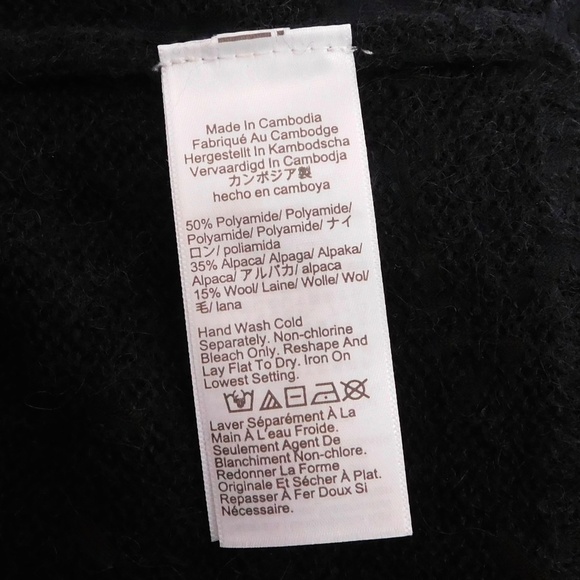 Made In Cambodia
Fabriqué Au Cambodge
Hergestellt In Kambodscha
Vervaardigd In Cambodja
カンボジア製
hecho en camboya
50% Polyamide/ Polyamide/
Polyamide/ Polyamide/ ナイ
ロン/ poliamida
35% Alpaca/ Alpaga/ Alpaka/
Alpaca/ アルパカ/ alpaca
15% Wool/ Laine/ Wolle/ Wol/
毛/ lana
Hand Wash Cold
Separately. Non-chlorine
Bleach Only. Reshape And
Lay Flat To Dry. Iron On
Lowest Setting.
Laver Séparément À La
Main À L'eau Froide.
Seulement Agent De
Blanchiment Non-chlorique.
Redonner La Forme
Originale Et Sécher À Plat.
Repasser À Fer Doux Si
Nécessaire.